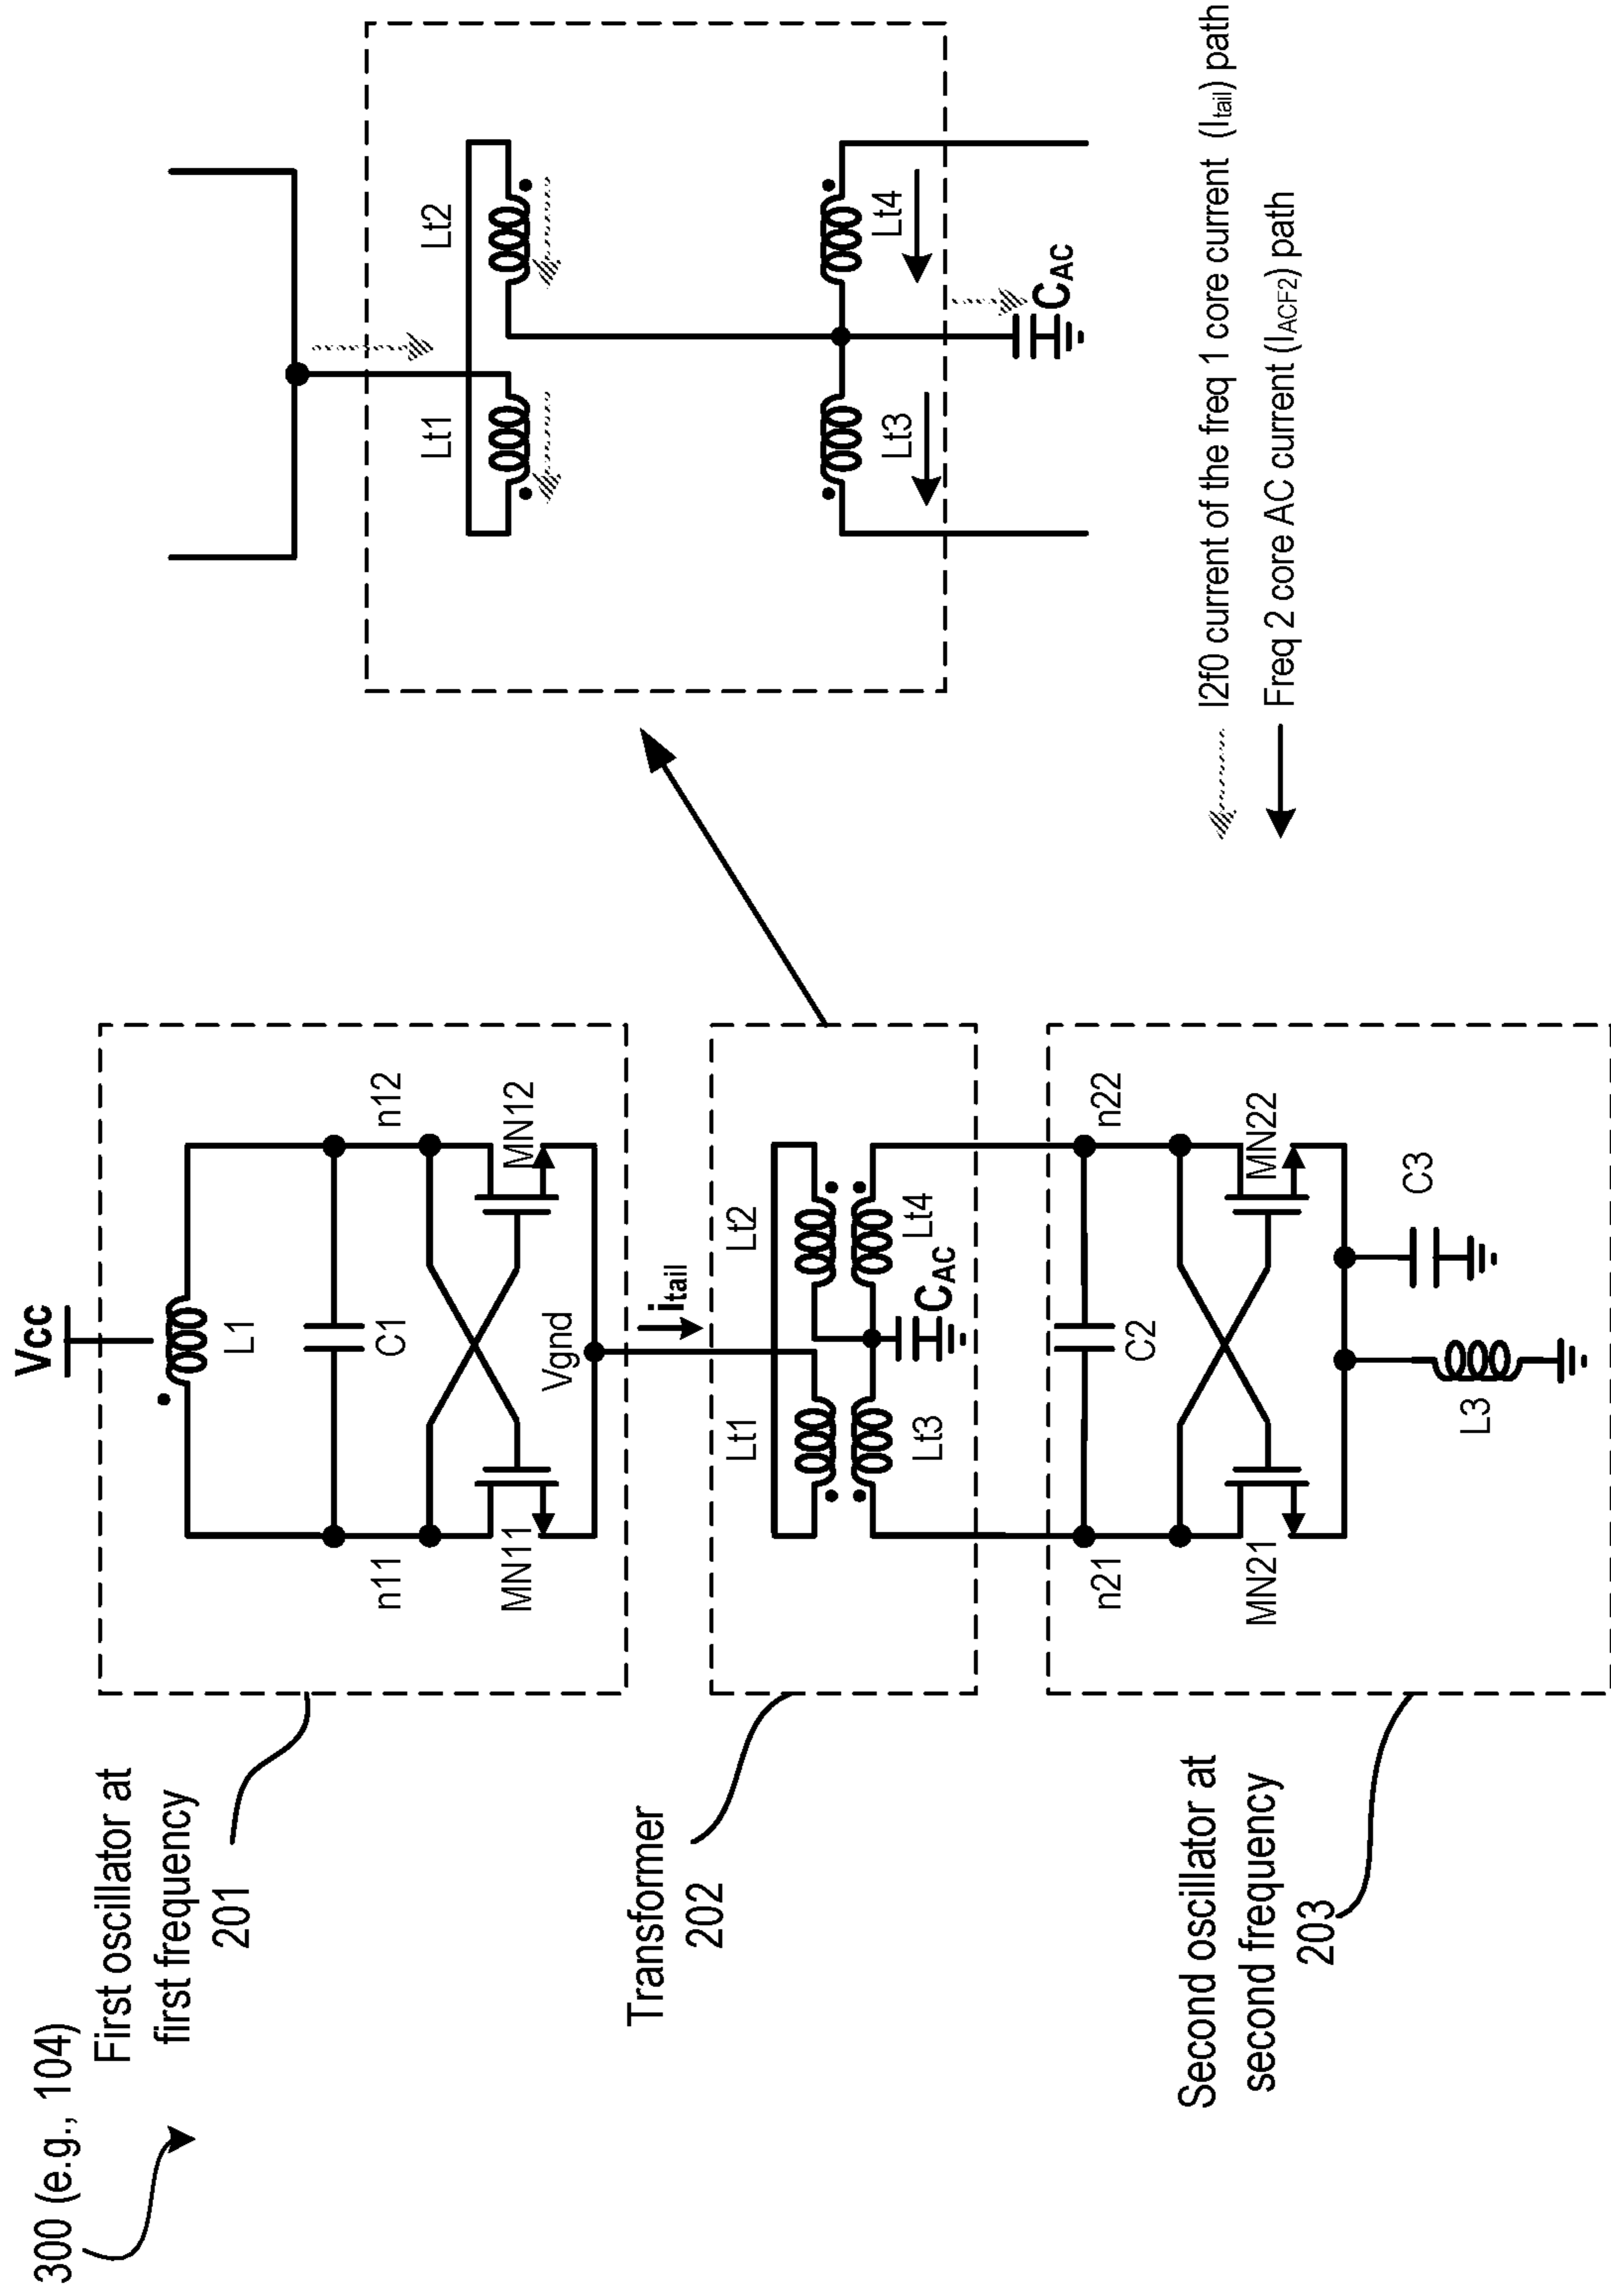 300 (e.g., 104)
First oscillator at
first frequency
201
Vcc
L1
C1
n11
n12
MN11
MN12
Vgnd
itail
Transformer
202
Lt1
Lt2
Lt3
Lt4
CAC
Second oscillator at
second frequency
203
n21
n22
C2
MN21
MN22
L3
C3
Lt1
Lt2
Lt3
Lt4
CAC
I2f0 current of the freq 1 core current (Itail) path
Freq 2 core AC current (IACF2) path